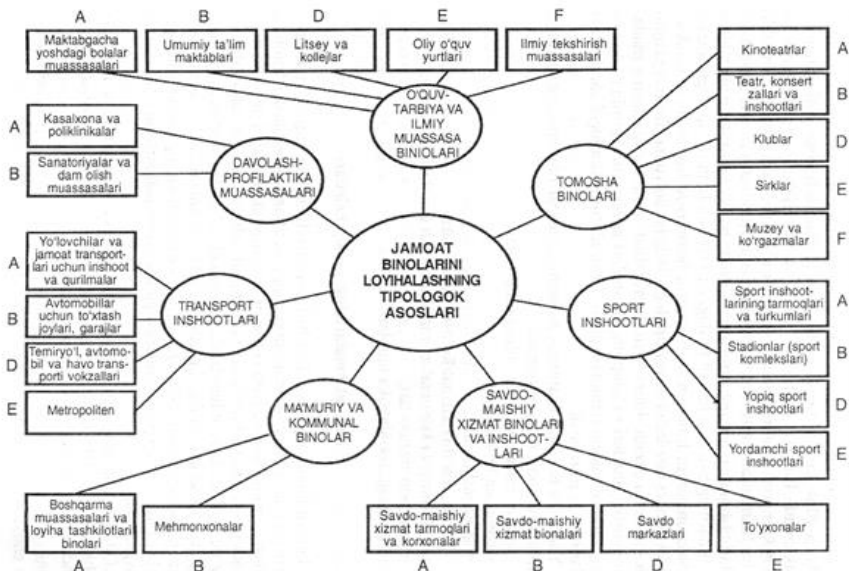 A
B
D
E
F
Maktabgacha
yoshdagi bolalar
muassasalari
Umumiy ta'lim
maktablari
Litsey va
kollejlar
Oliy o'quv
yurtlari
Ilmiy tekshirish
muassasalari
O'QUV-
TARBIYA VA
ILMIY
MUASSASA
BINIOLARI
Kinoteatrlar
A
Teatr, konsert
zallari va
inshootlari
B
Klublar
D
Sirklar
E
Muzey va
ko'rgazmalar
F
TOMOSHA
BINOLARI
A
Kasalxona va
poliklinikalar
B
Sanatoriyalar va
dam olish
muassasalari
DAVOLASH-
PROFILAKTIKA
MUASSASALARI
JAMOAT
BINOLARINI
LOYIHALASHNING
TIPOLOGOK
ASOSLARI
A
Yo'lovchilar va
jamoat transport-
lari uchun inshoot
va qurilmalar
B
Avtomobillar
uchun to'xtash
joylari, garajlar
D
Temiryo'l, avtomo-
bil va havo trans-
porti vokzallari
E
Metropoliten
TRANSPORT
INSHOOTLARI
SPORT
INSHOOTLARI
Sport inshoot-
larining tarmoqlari
va turkumlari
A
Stadionlar (sport
komlekslari)
B
Yopiq sport
inshootlari
D
Yordamchi sport
inshootlari
E
MA'MURIY VA
KOMMUNAL
BINOLAR
SAVDO-
MAISHIY
XIZMAT BINOLARI
VA INSHOOT-
LARI
Boshqarma
muassasalari va
loyiha tashkilotlari
binolari
A
Mehmonxonalar
B
Savdo-maishiy
xizmat tarmoqlari
va korxonalar
A
Savdo-maishiy
xizmat bionalari
B
Savdo
markazlari
D
To'yxonalar
E